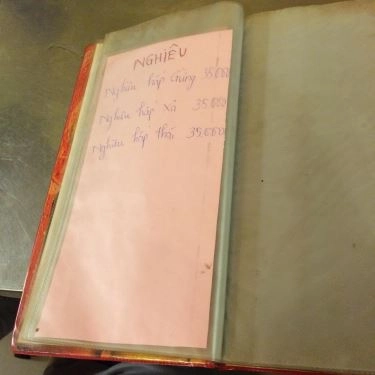 NGHIÊU
Nghêu hấp Gừng 35.000
Nghêu hấp xả 35.000
Nghêu hấp thái 35.000